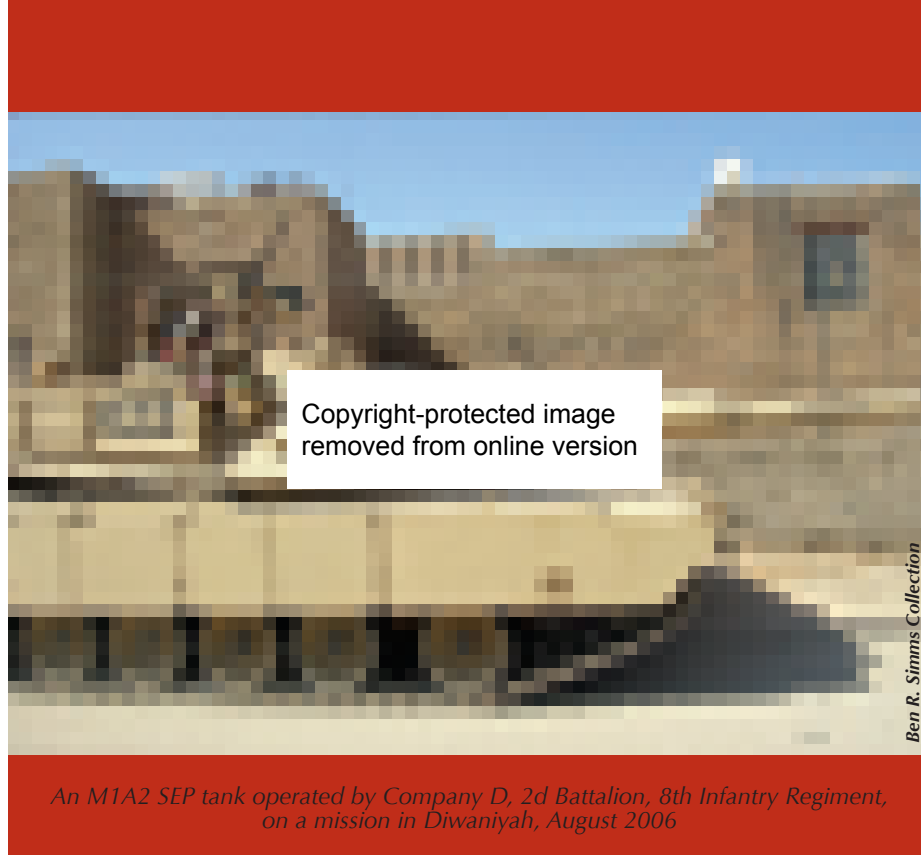 Copyright-protected image
removed from online version
Ben R. Simms Collection
An M1A2 SEP tank operated by Company D, 2d Battalion, 8th Infantry Regiment,
on a mission in Diwaniyah, August 2006